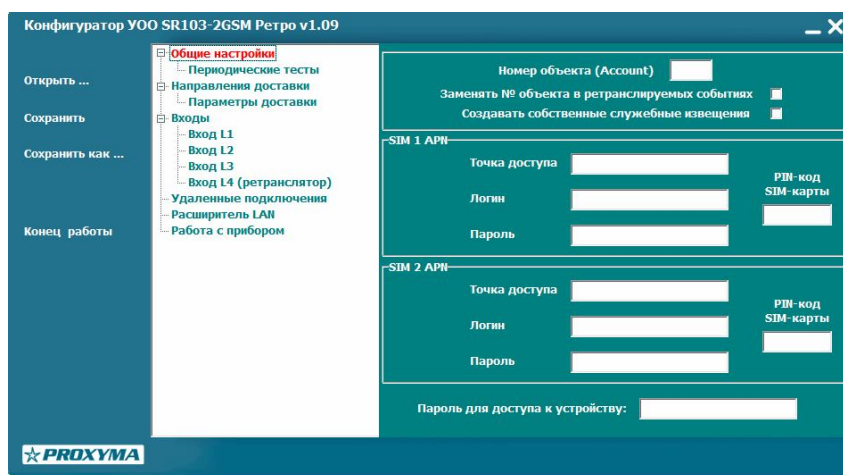 Конфигуратор УОО SR103-2GSM Ретро v1.09
Открыть ...
Сохранить
Сохранить как ...
Конец работы
Общие настройки
Периодические тесты
Направления доставки
Параметры доставки
Входы
Вход L1
Вход L2
Вход L3
Вход L4 (ретранслятор)
Удаленные подключения
Расширитель LAN
Работа с прибором
Номер объекта (Account)
Заменять № объекта в ретранслируемых событиях
Создавать собственные служебные извещения
SIM 1 APN
Точка доступа
Логин
Пароль
PIN-код
SIM-карты
SIM 2 APN
Точка доступа
Логин
Пароль
PIN-код
SIM-карты
Пароль для доступа к устройству:
PROXYMA